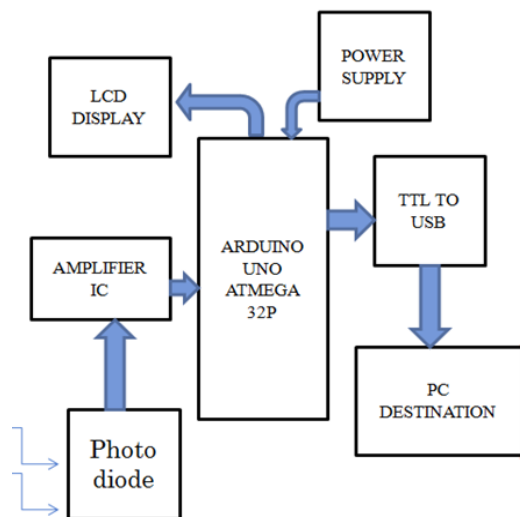 POWER
SUPPLY
LCD
DISPLAY
TTL TO
USB
ARDUINO
UNO
ATMEGA
32P
AMPLIFIER
IC
PC
DESTINATION
Photo
diode